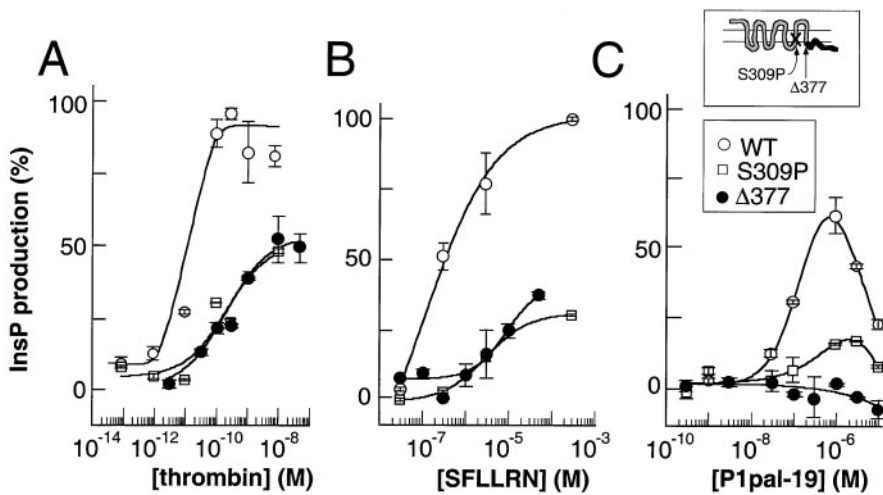 A
B
C
S309P
Δ377
WT
S309P
Δ377
InsP production (%)
100
50
0
10-14
10-12
10-10
10-8
[thrombin] (M)
100
50
0
10-7
10-5
10-3
[SFLLRN] (M)
100
50
0
10-10
10-8
10-6
10-4
[P1pal-19] (M)